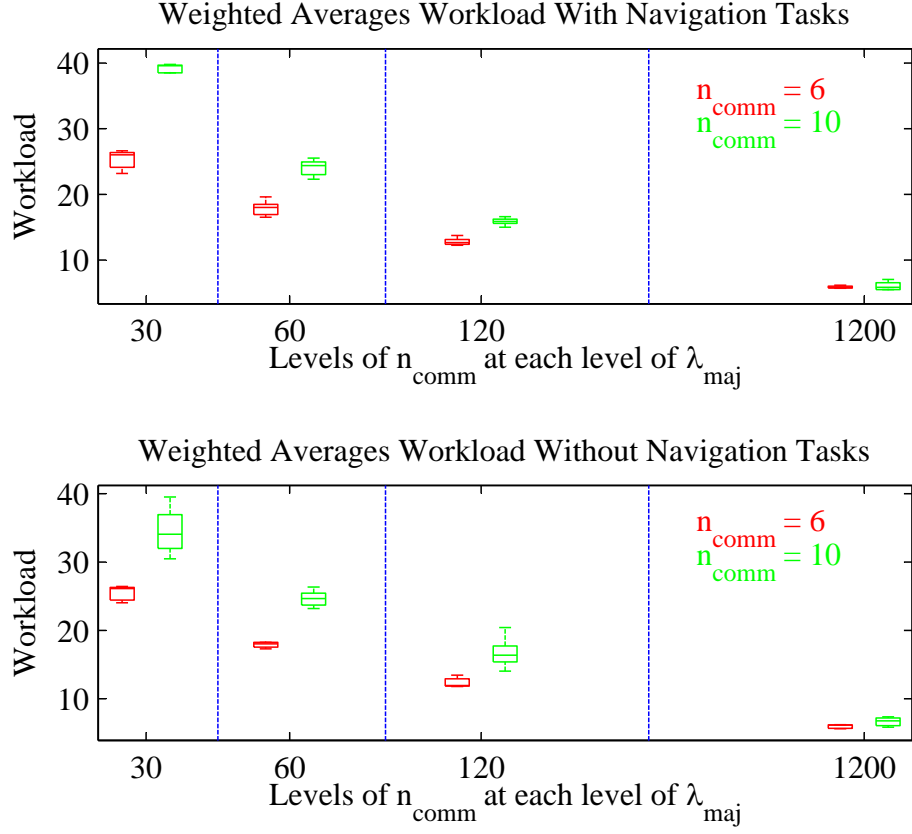 Weighted Averages Workload With Navigation Tasks
40
30
20
10
Workload
n_comm = 6
n_comm = 10
30 60 120 1200
Levels of n_comm at each level of λ_maj
Weighted Averages Workload Without Navigation Tasks
40
30
20
10
Workload
n_comm = 6
n_comm = 10
30 60 120 1200
Levels of n_comm at each level of λ_maj